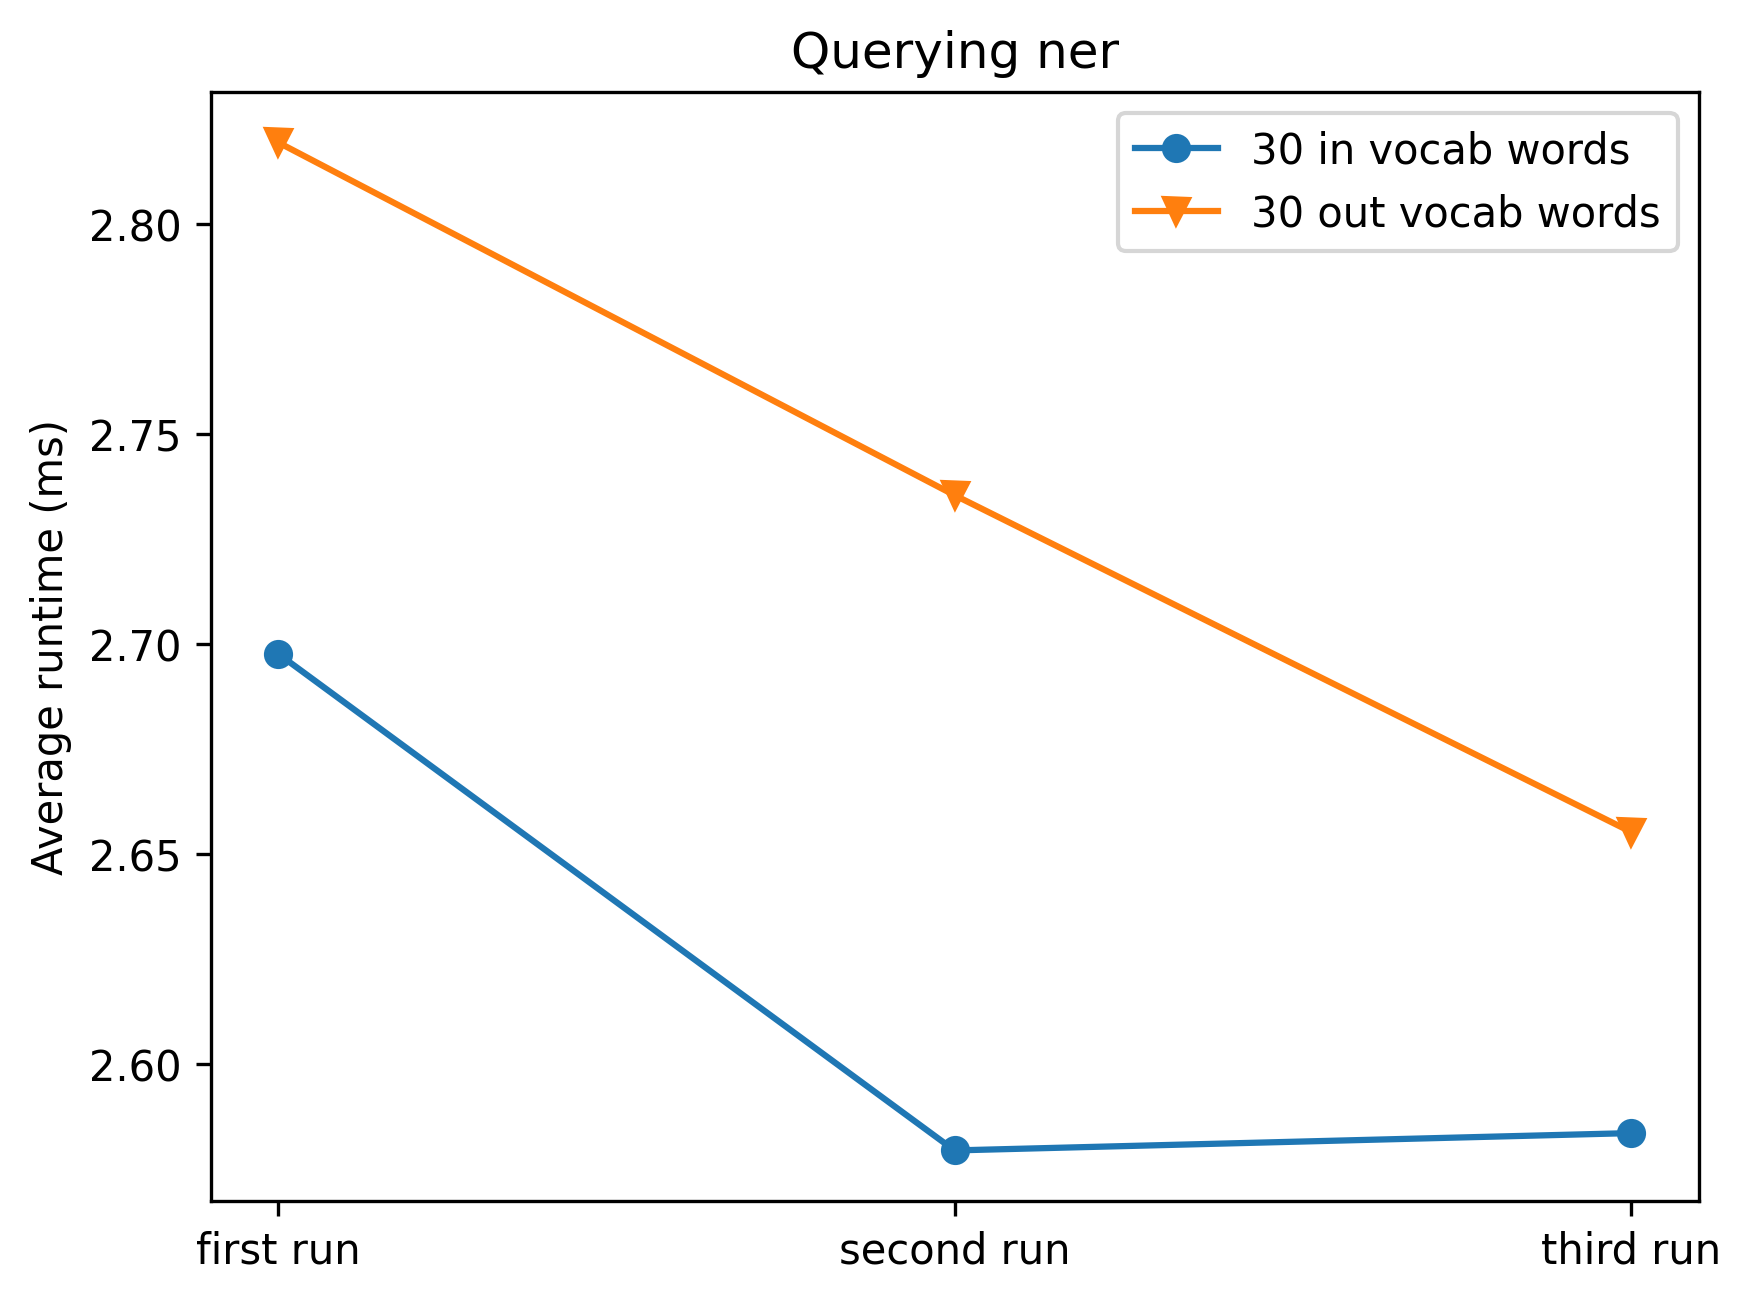 Querying ner
30 in vocab words
30 out vocab words
Average runtime (ms)
2.80
2.75
2.70
2.65
2.60
first run
second run
third run